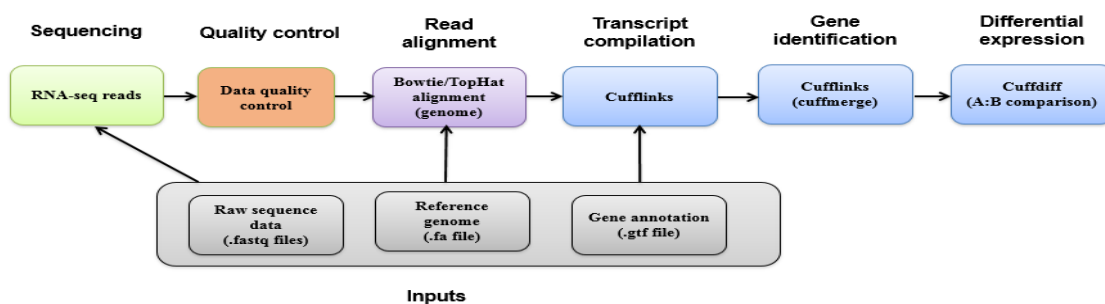 Sequencing
Quality control
Read
alignment
Transcript
compilation
Gene
identification
Differential
expression
RNA-seq reads
Data quality
control
Bowtie/TopHat
alignment
(genome)
Cufflinks
Cufflinks
(cuffmerge)
Cuffdiff
(A:B comparison)
Raw sequence
data
(.fastq files)
Reference
genome
(.fa file)
Gene annotation
(.gtf file)
Inputs